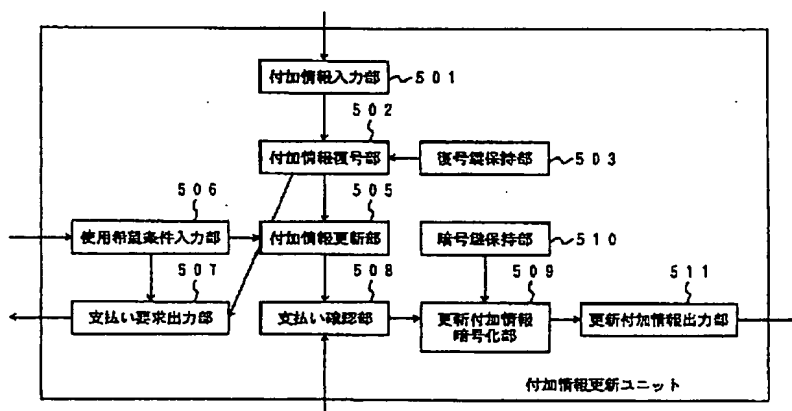 付加情報入力部
501
502
付加情報復号部
復号鍵保持部
503
506
505
使用希望条件入力部
付加情報更新部
暗号鍵保持部
510
507
508
509
511
支払い要求出力部
支払い確認部
更新付加情報
暗号化部
更新付加情報出力部
付加情報更新ユニット